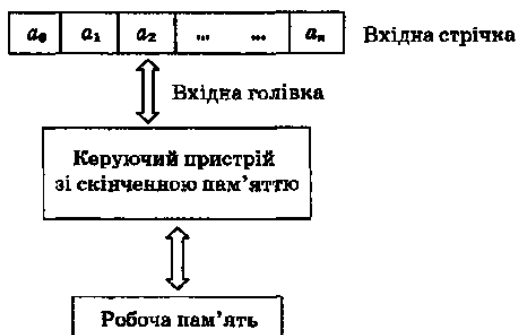 a₀ a₁ a₂ ... ... aₙ Вхідна стрічка
Вхідна голівка
Керуючий пристрій
зі скінченною пам’яттю
Робоча пам’ять